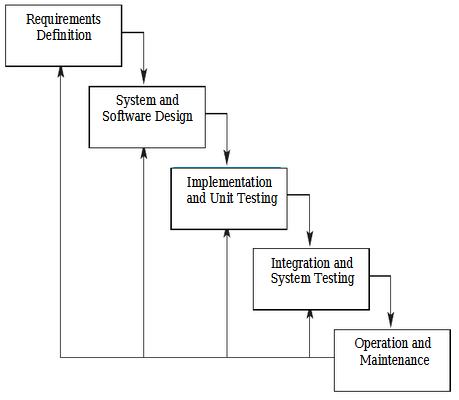 Requirements
Definition
System and
Software Design
Implementation
and Unit Testing
Integration and
System Testing
Operation and
Maintenance